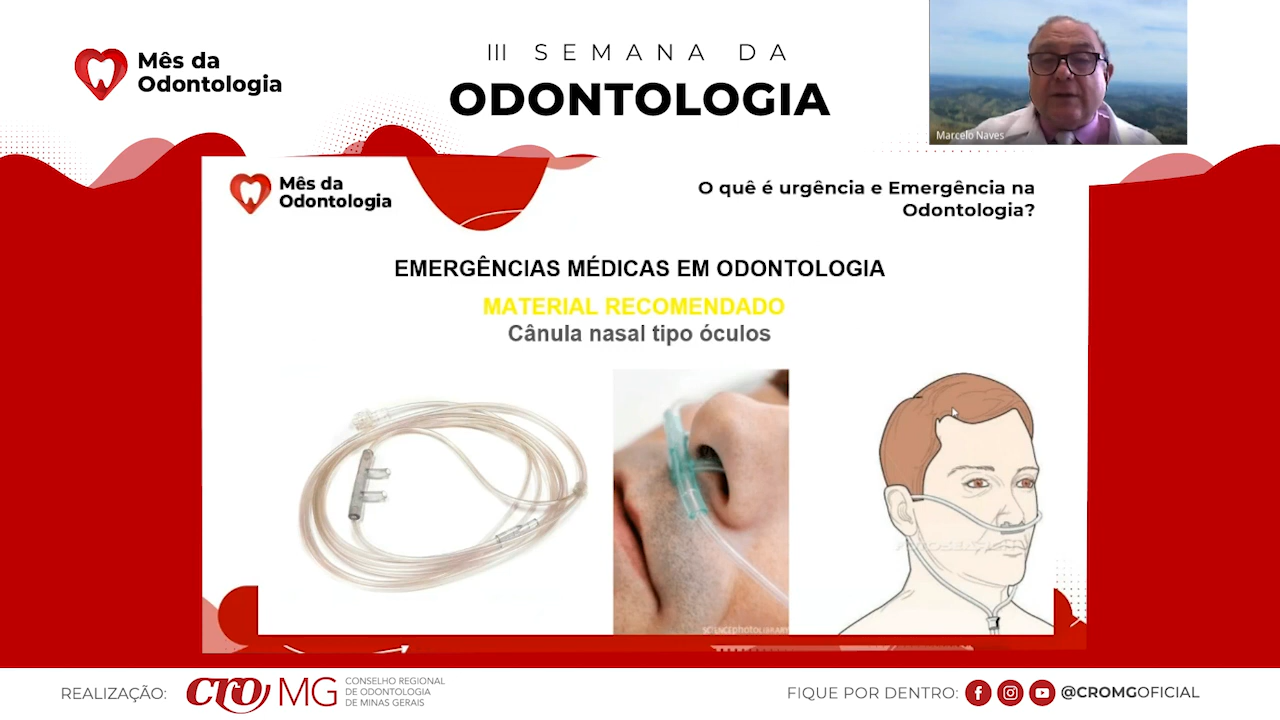 Mês da
Odontologia
III SEMANA DA
ODONTOLOGIA
Marcelo Naves
Mês da
Odontologia
O quê é urgência e Emergência na
Odontologia?
EMERGÊNCIAS MÉDICAS EM ODONTOLOGIA
MATERIAL RECOMENDADO
Cânula nasal tipo óculos
SCIENCEPHOTOLIBRARY
REALIZAÇÃO:
cro MG
CONSELHO REGIONAL
DE ODONTOLOGIA
DE MINAS GERAIS
FIQUE POR DENTRO:
@CROMGOFICIAL